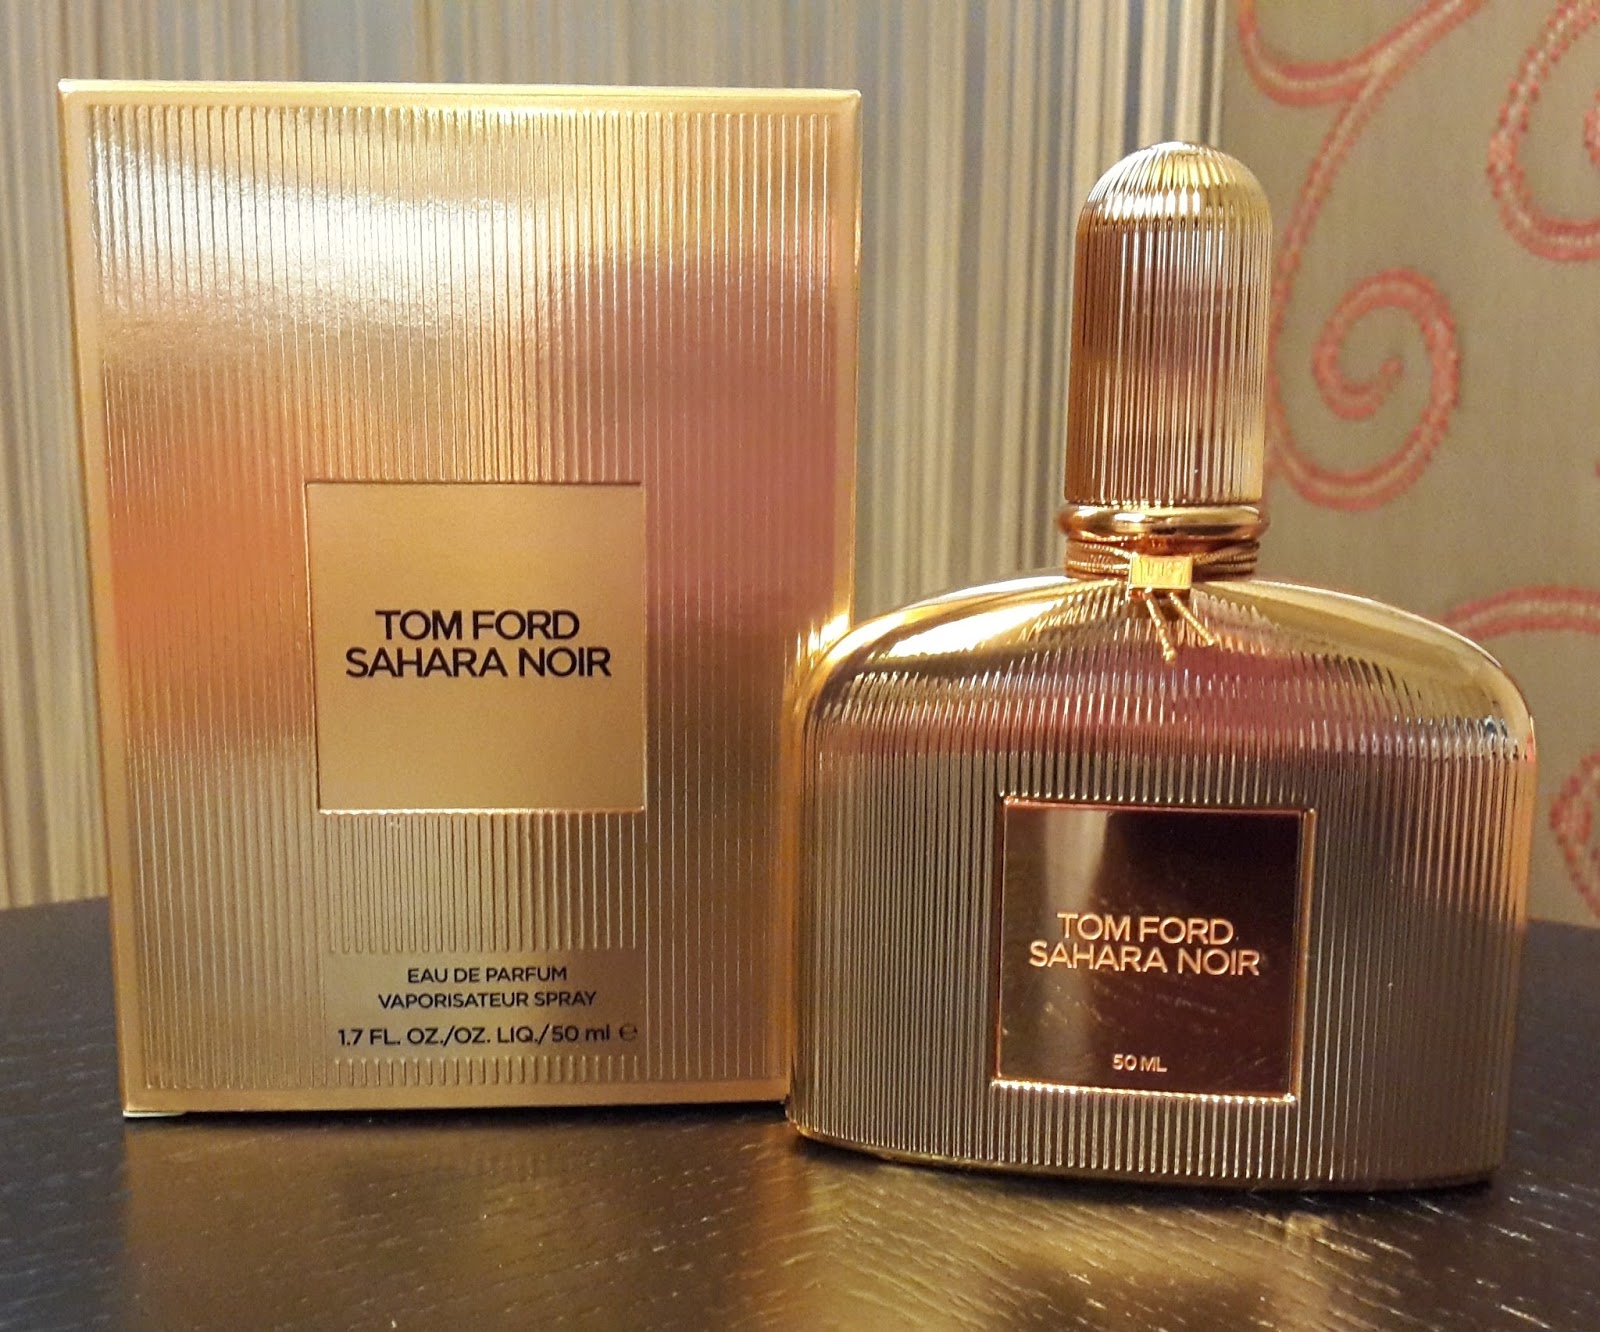 TOM FORD
SAHARA NOIR
EAU DE PARFUM
VAPORISATEUR SPRAY
1.7 FL. OZ./OZ. LIQ./50 ml ℮
TOM FORD
SAHARA NOIR
50 ML